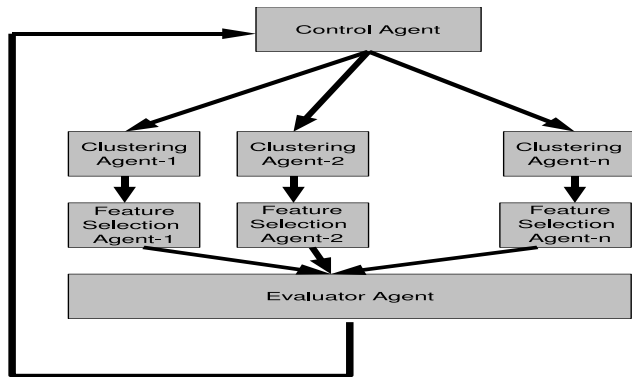 Control Agent
Clustering
Agent-1
Clustering
Agent-2
Clustering
Agent-n
Feature
Selection
Agent-1
Feature
Selection
Agent-2
Feature
Selection
Agent-n
Evaluator Agent